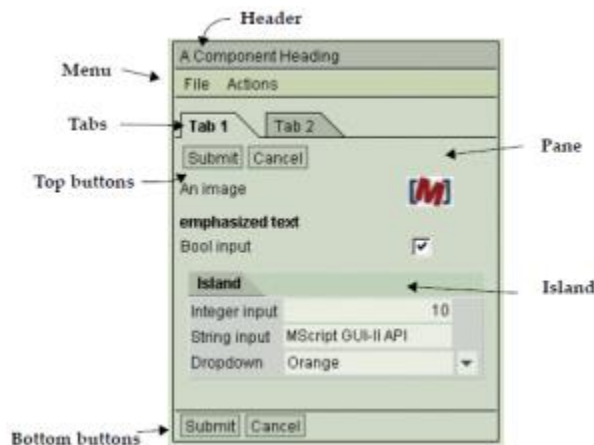 Header
A Component Heading
Menu
File Actions
Tabs
Tab 1 Tab 2
Submit Cancel
Pane
Top buttons
An image
[M]
emphasized text
Bool input
Island
Island
Integer input 10
String input MScript GUI-II API
Dropdown Orange
Submit Cancel
Bottom buttons